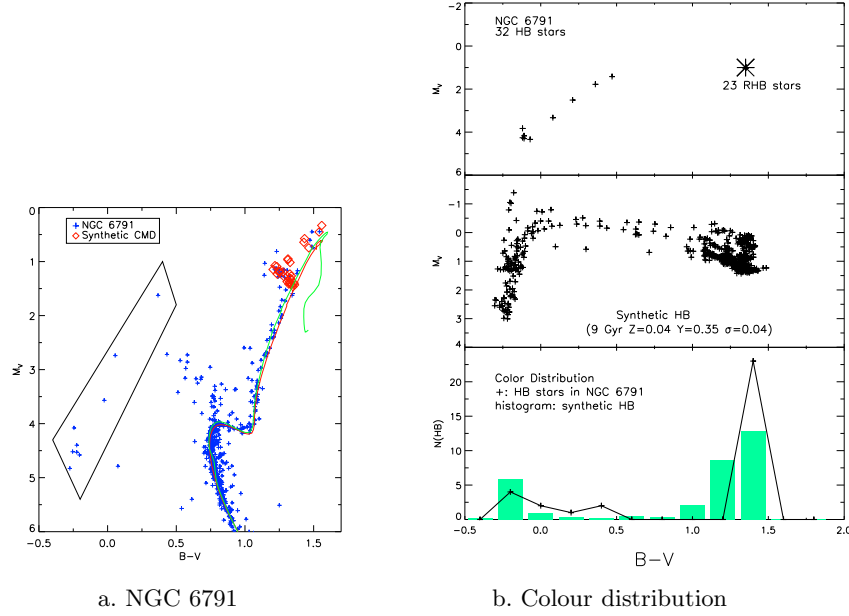 0
1
2
3
4
5
6
M_V
-0.5
0.0
0.5
1.0
1.5
B-V
NGC 6791
Synthetic CMD
a. NGC 6791
-2
0
2
4
6
M_V
NGC 6791
32 HB stars
23 RHB stars
-1
0
1
2
3
4
M_V
Synthetic HB
(9 Gyr Z=0.04 Y=0.35 σ=0.04)
20
15
10
5
0
N(HB)
Color Distribution
+: HB stars in NGC 6791
histogram: synthetic HB
-0.5
0.0
0.5
1.0
1.5
2.0
B-V
b. Colour distribution